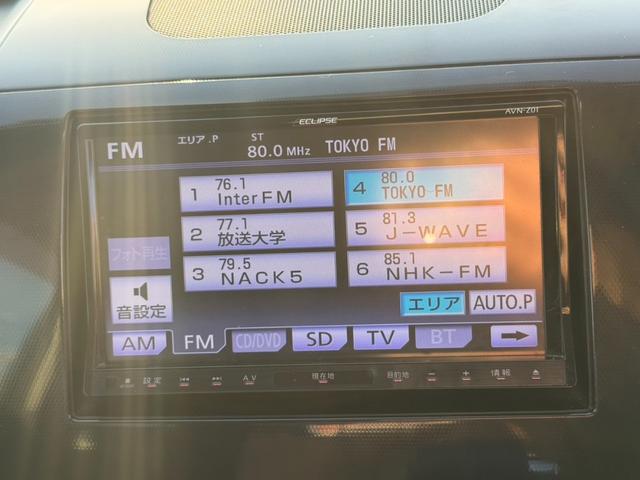 ECLIPSE
AVN-Z01
FM エリア.P ST 80.0 MHz TOKYO FM
1 76.1 InterFM
4 80.0 TOKYO FM
2 77.1 放送大学
5 81.3 J-WAVE
3 79.5 NACK5
6 85.1 NHK-FM
フォト再生
音設定
エリア AUTO.P
AM FM CD/DVD SD TV BT
設定 AV 現在地 目的地 － + 情報